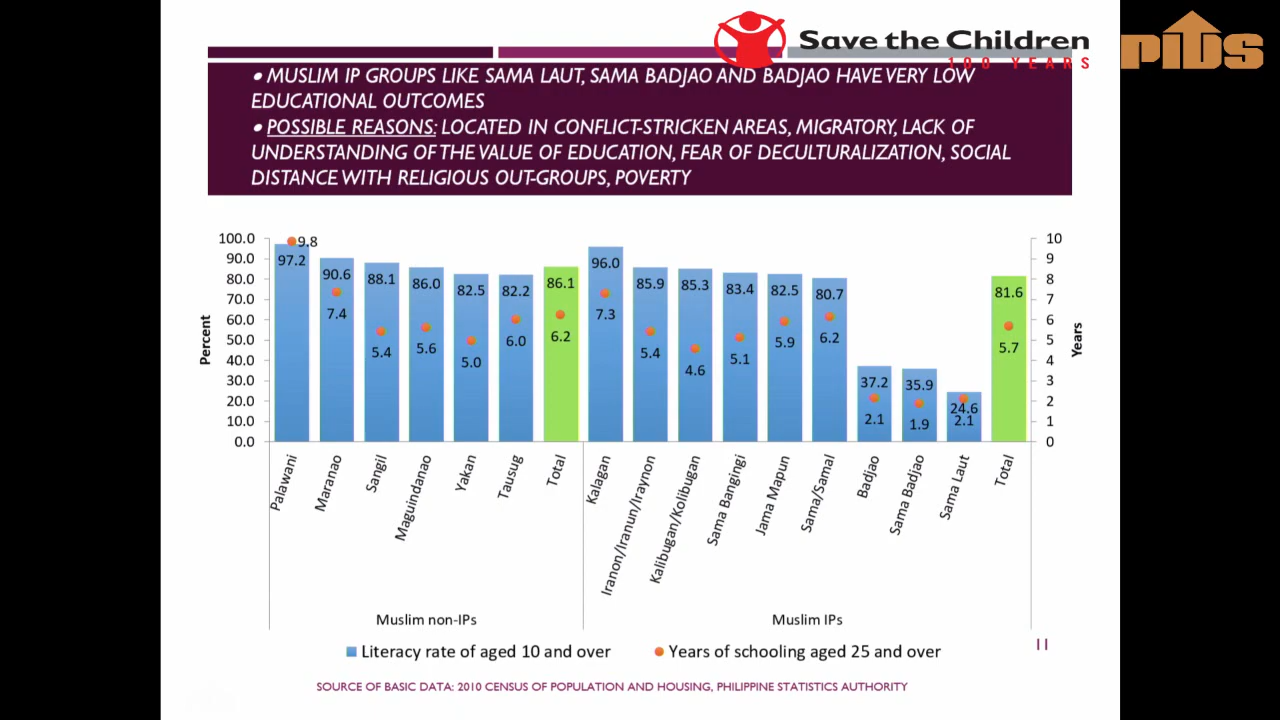 Save the Children
100 YEARS
PIDS
• MUSLIM IP GROUPS LIKE SAMA LAUT, SAMA BADJAO AND BADJAO HAVE VERY LOW
EDUCATIONAL OUTCOMES
• POSSIBLE REASONS: LOCATED IN CONFLICT-STRICKEN AREAS, MIGRATORY, LACK OF
UNDERSTANDING OF THE VALUE OF EDUCATION, FEAR OF DECULTURALIZATION, SOCIAL
DISTANCE WITH RELIGIOUS OUT-GROUPS, POVERTY
Percent
100.0
90.0
80.0
70.0
60.0
50.0
40.0
30.0
20.0
10.0
0.0
97.2
90.6
88.1
86.0
82.5
82.2
86.1
96.0
85.9
85.3
83.4
82.5
80.7
37.2
35.9
24.6
81.6
9.8
7.4
5.4
5.6
5.0
6.0
6.2
7.3
5.4
4.6
5.1
5.9
6.2
2.1
1.9
2.1
5.7
10
9
8
7
6
5
4
3
2
1
0
Years
Palawani
Maranao
Sangil
Maguindanao
Yakan
Tausug
Total
Kalagan
Iranon/Iranun/Iraynon
Kalibugan/Kolibugan
Sama Bangingi
Jama Mapun
Sama/Samal
Badjao
Sama Badjao
Sama Laut
Total
Muslim non-IPs
Muslim IPs
Literacy rate of aged 10 and over
Years of schooling aged 25 and over
11
SOURCE OF BASIC DATA: 2010 CENSUS OF POPULATION AND HOUSING, PHILIPPINE STATISTICS AUTHORITY